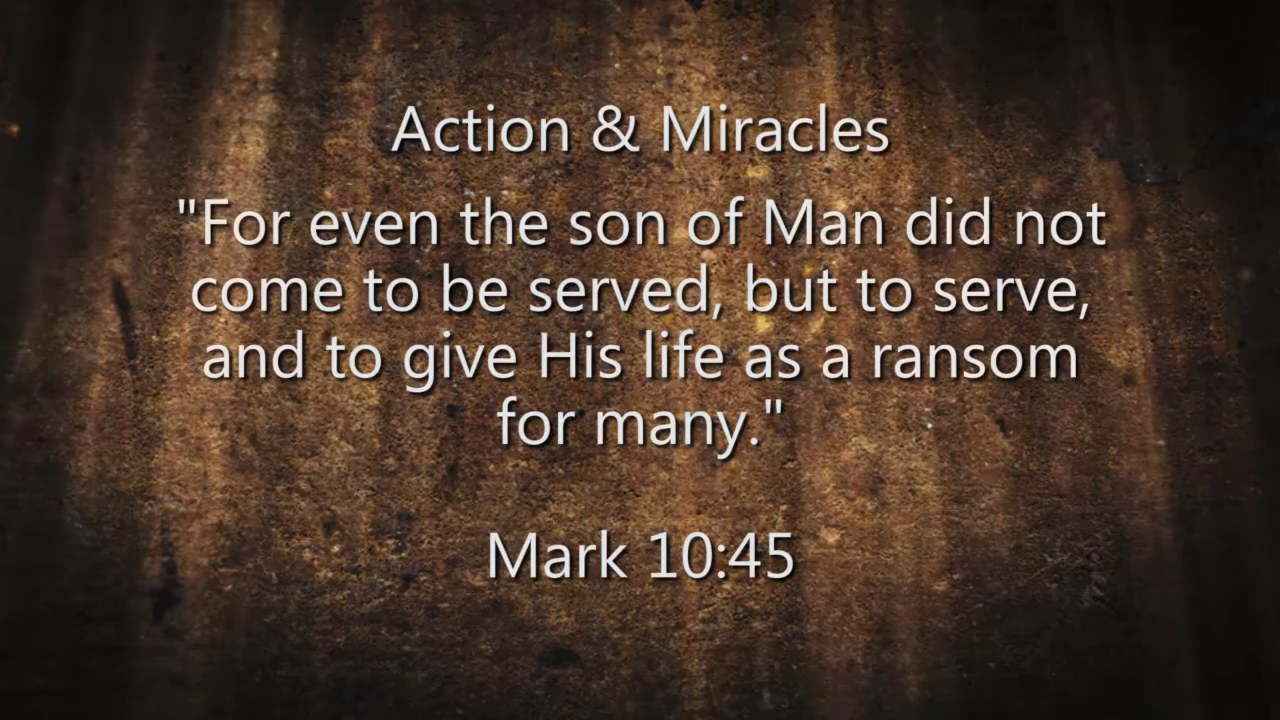 Action & Miracles
"For even the son of Man did not
come to be served, but to serve,
and to give His life as a ransom
for many."
Mark 10:45